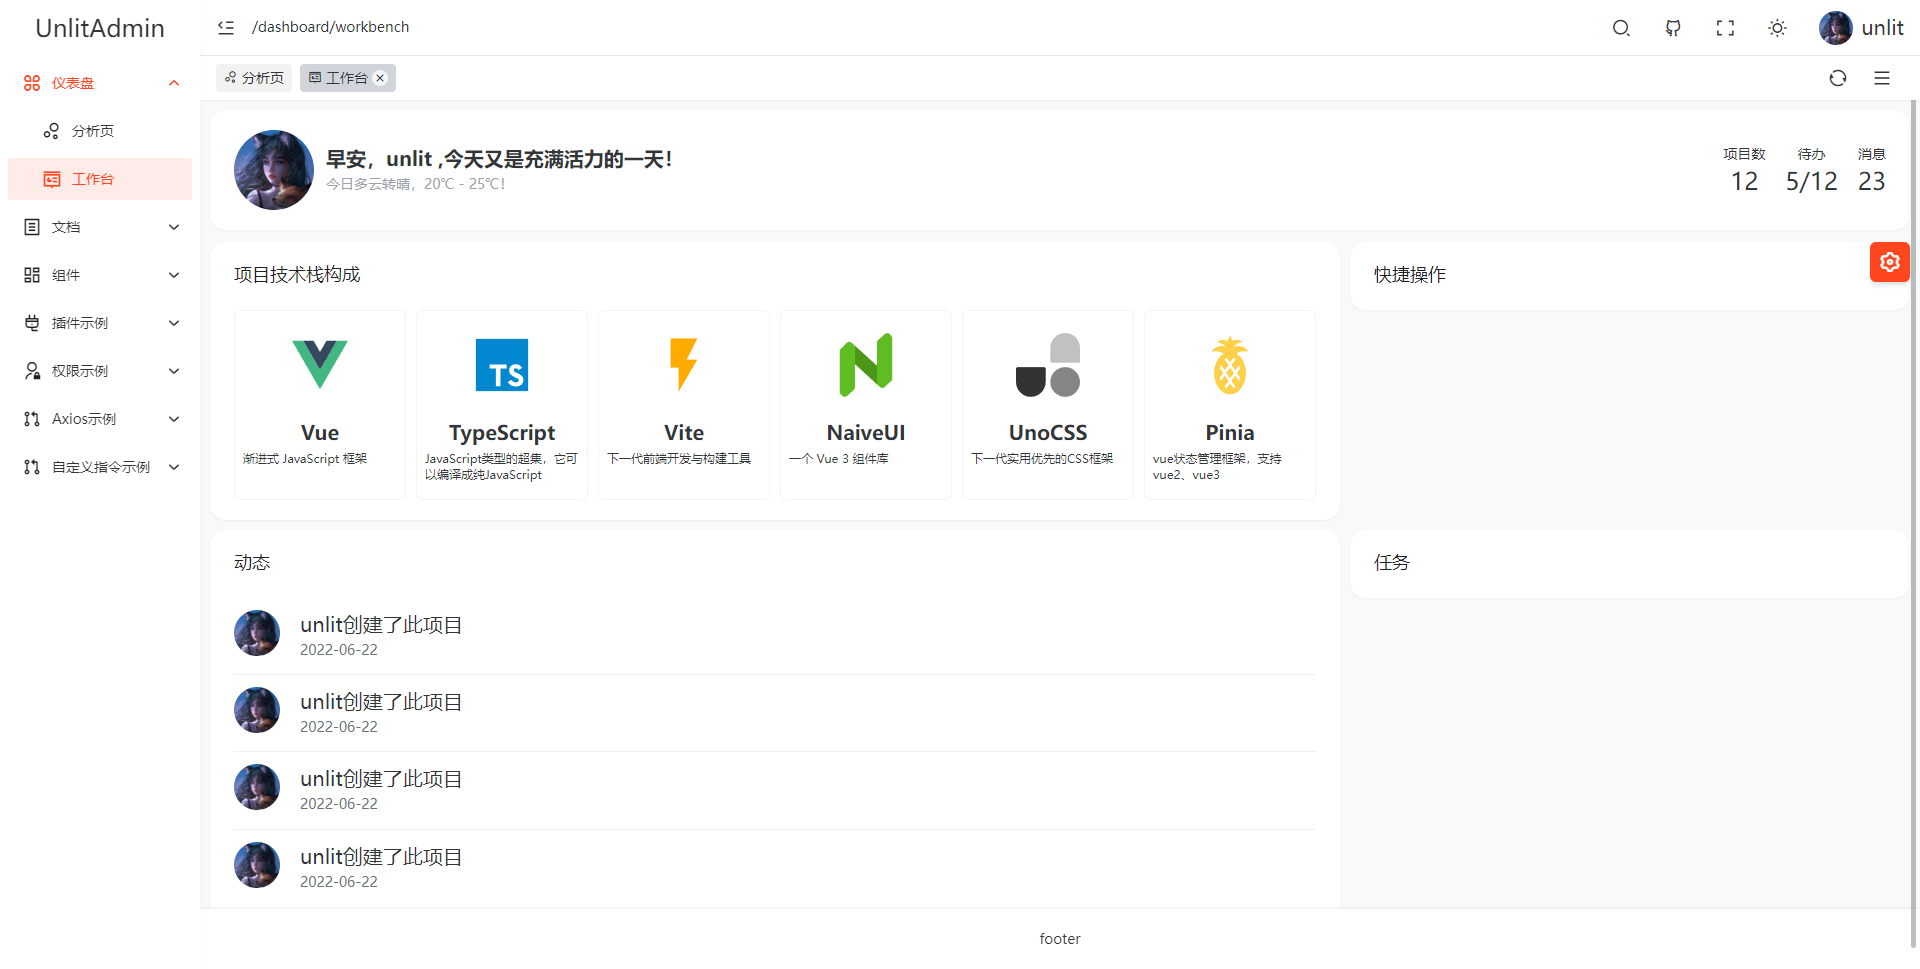 UnlitAdmin
/dashboard/workbench
unlit
仪表盘
分析页
工作台
文档
组件
插件示例
权限示例
Axios示例
自定义指令示例
分析页
工作台
早安，unlit ,今天又是充满活力的一天！
今日多云转晴，20℃ - 25℃！
项目数
12
待办
5/12
消息
23
项目技术栈构成
Vue
渐进式 JavaScript 框架
TS
TypeScript
JavaScript类型的超集，它可
以编译成纯JavaScript
Vite
下一代前端开发与构建工具
NaiveUI
一个 Vue 3 组件库
UnoCSS
下一代实用优先的CSS框架
Pinia
vue状态管理框架，支持
vue2、vue3
快捷操作
动态
unlit创建了此项目
2022-06-22
unlit创建了此项目
2022-06-22
unlit创建了此项目
2022-06-22
unlit创建了此项目
2022-06-22
任务
footer